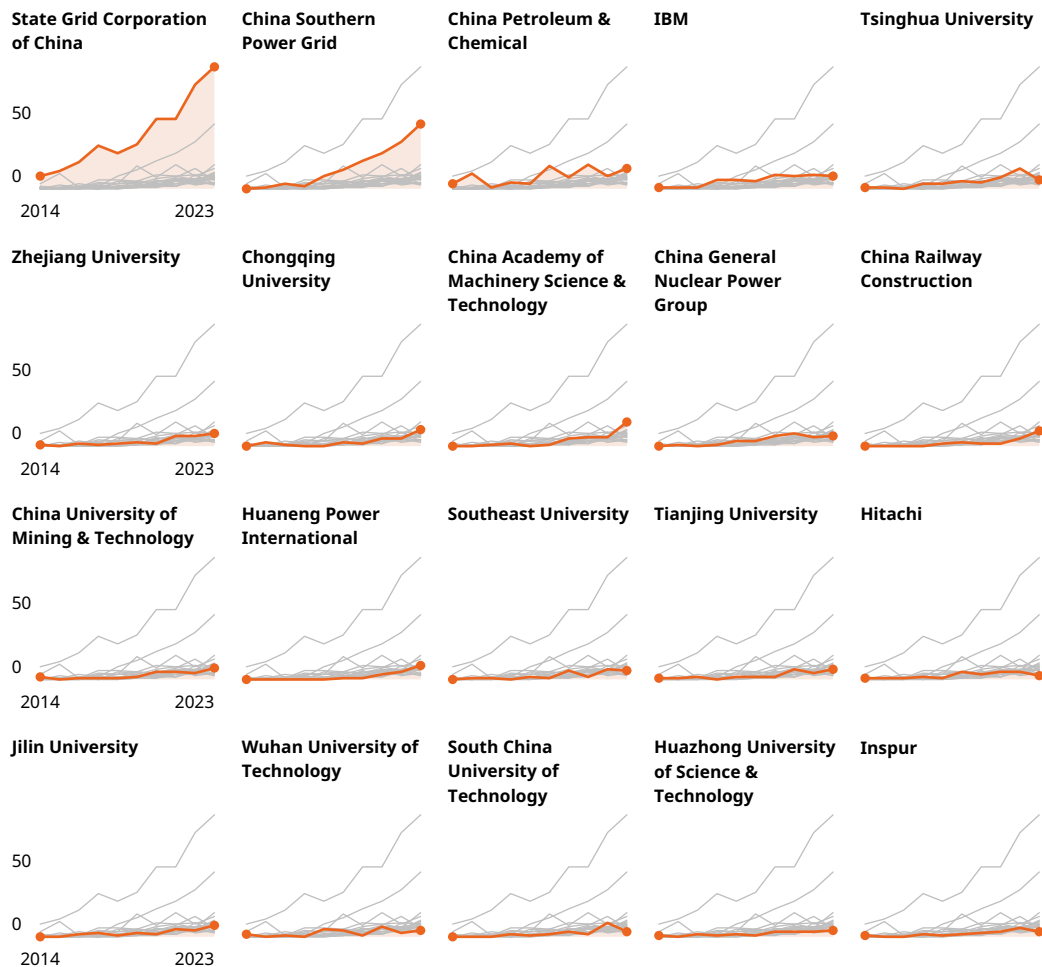 State Grid Corporation
of China
China Southern
Power Grid
China Petroleum &
Chemical
IBM
Tsinghua University
50
0
2014
2023
Zhejiang University
Chongqing
University
China Academy of
Machinery Science &
Technology
China General
Nuclear Power
Group
China Railway
Construction
50
0
2014
2023
China University of
Mining & Technology
Huaneng Power
International
Southeast University
Tianjing University
Hitachi
50
0
2014
2023
Jilin University
Wuhan University of
Technology
South China
University of
Technology
Huazhong University
of Science &
Technology
Inspur
50
0
2014
2023